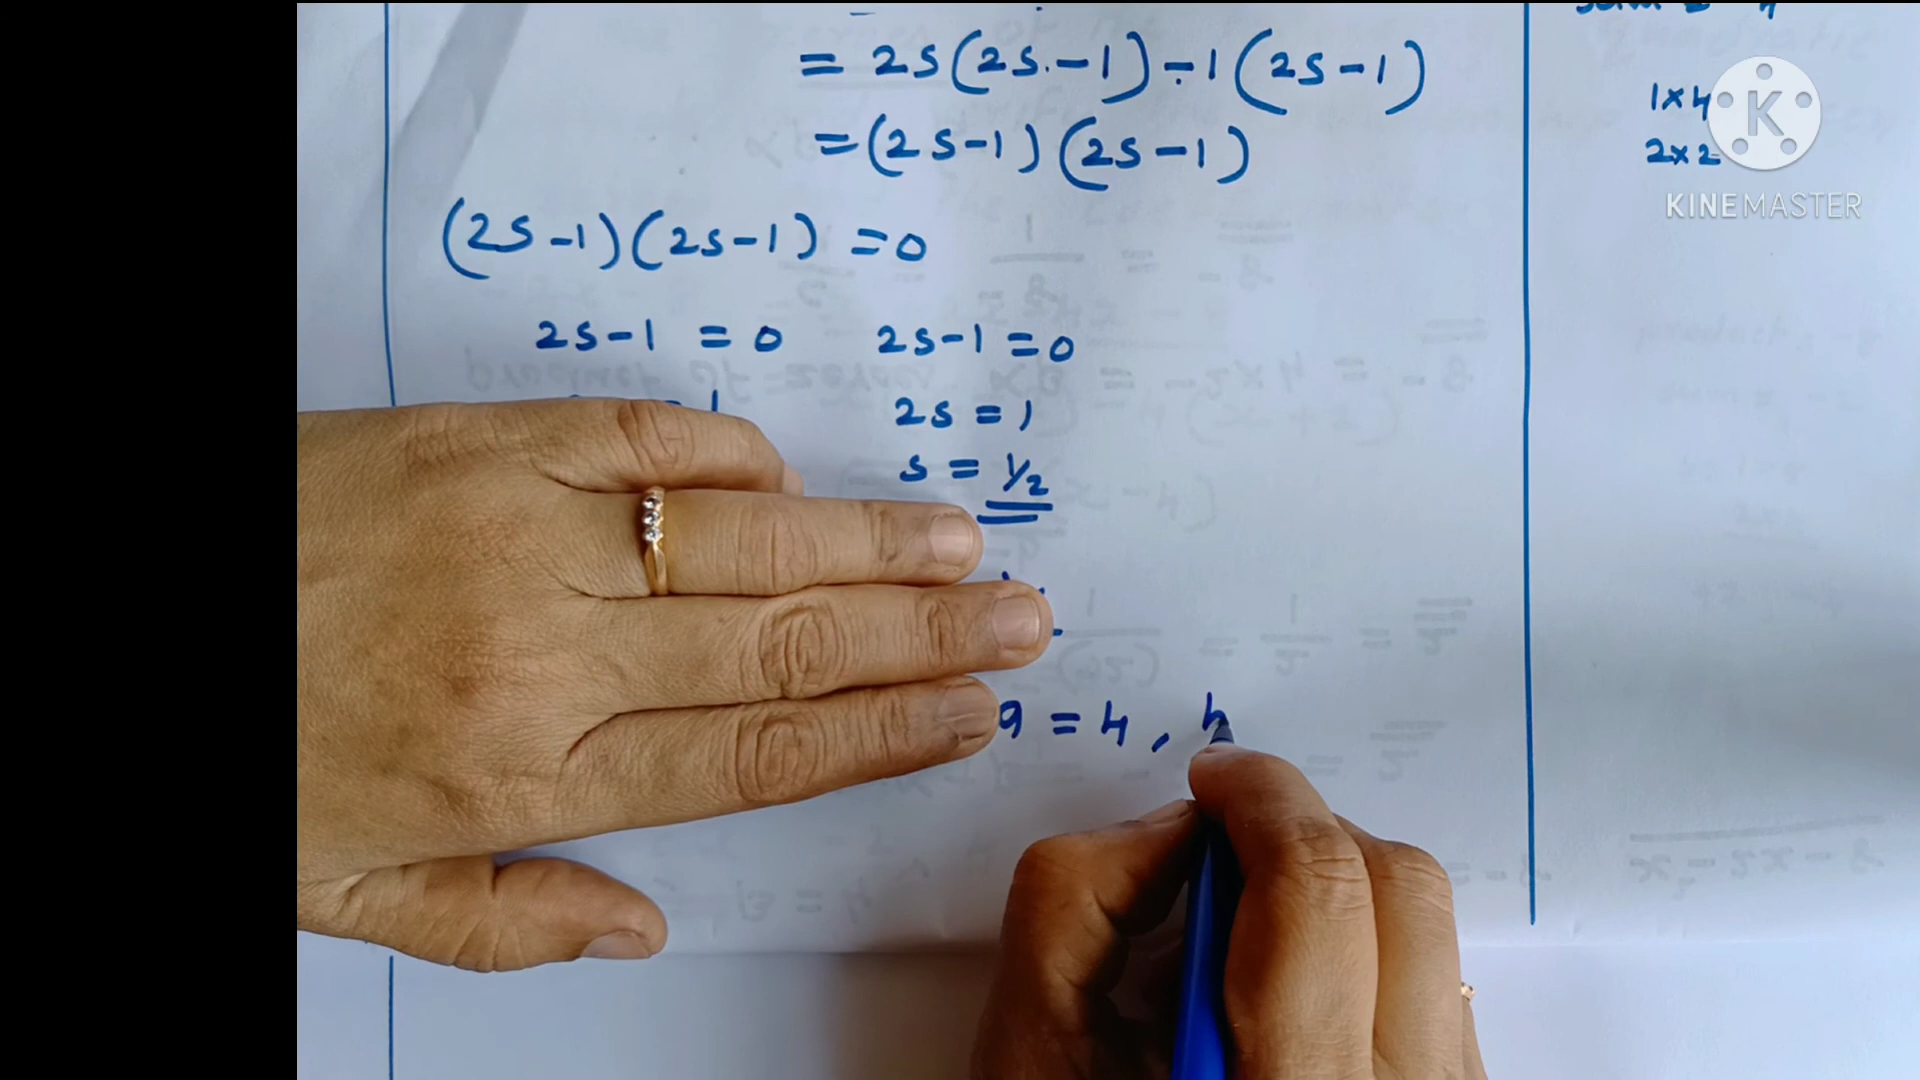 = 2s(2s-1)-1(2s-1)
1×4
=(2s-1)(2s-1)
2×2
KINEMASTER
(2s-1)(2s-1) =0
2s-1 = 0 2s-1=0
2s = 1
s = 1/2
a = 4,